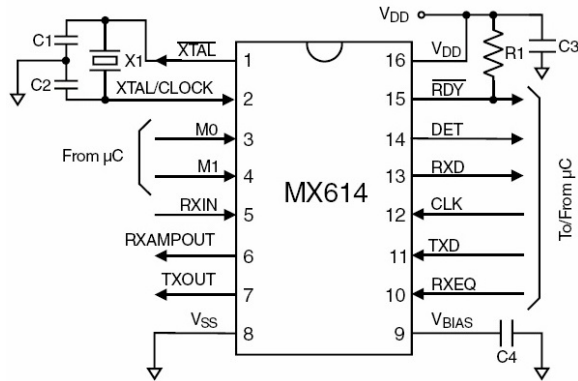 C1
C2
X1
X̅T̅A̅L̅
XTAL/CLOCK
From µC
M0
M1
RXIN
RXAMPOUT
TXOUT
VSS
1
2
3
4
5
6
7
8
MX614
16
15
14
13
12
11
10
9
VDD
VDD
R1
C3
R̅D̅Y̅
DET
RXD
CLK
TXD
RXEQ
VBIAS
C4
To/From µC